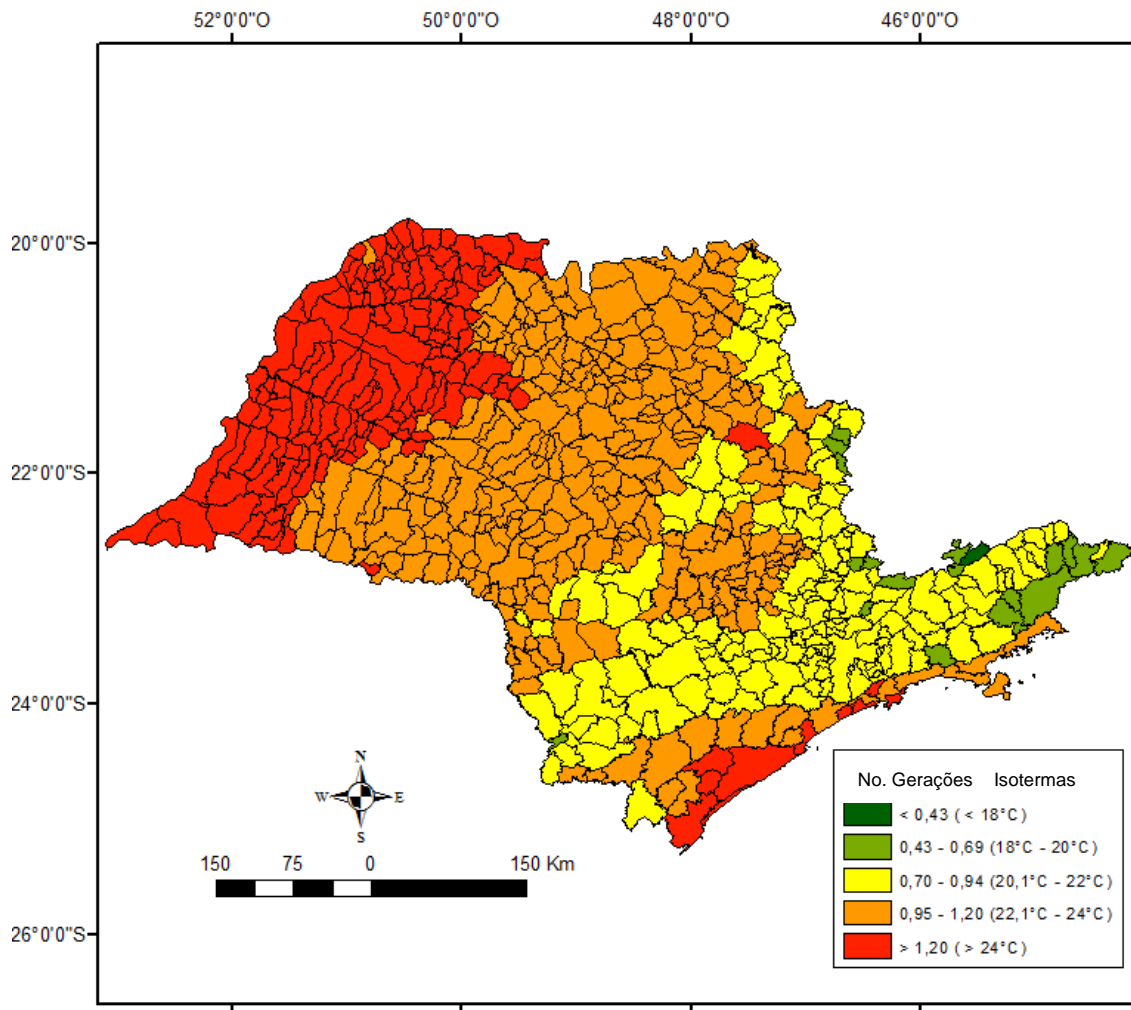 52°0'0"O 50°0'0"O 48°0'0"O 46°0'0"O
20°0'0"S
22°0'0"S
24°0'0"S
26°0'0"S
N
W E
S
150 75 0 150 Km
No. Gerações Isotermas
< 0,43 ( < 18°C)
0,43 - 0,69 (18°C - 20°C)
0,70 - 0,94 (20,1°C - 22°C)
0,95 - 1,20 (22,1°C - 24°C)
> 1,20 ( > 24°C)